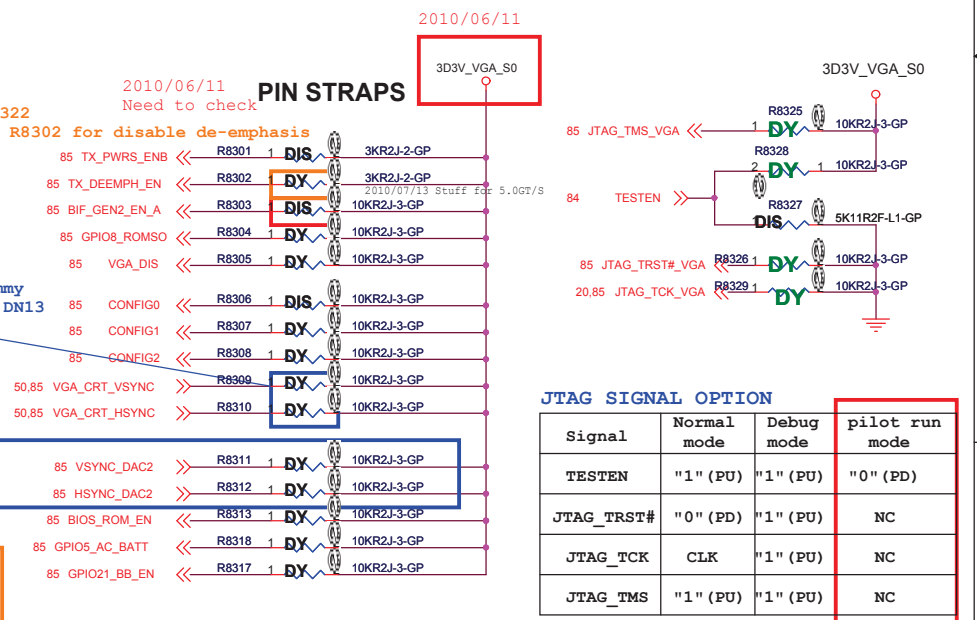 2010/06/11
3D3V_VGA_S0
2010/06/11
Need to check
PIN STRAPS
322
R8302 for disable de-emphasis
85 TX_PWRS_ENB R8301 1 DIS 3KR2J-2-GP
85 TX_DEEMPH_EN R8302 1 DY 3KR2J-2-GP
2010/07/13 Stuff for 5.0GT/S
85 BIF_GEN2_EN_A R8303 1 DIS 10KR2J-3-GP
85 GPIO8_ROMSO R8304 1 DY 10KR2J-3-GP
85 VGA_DIS R8305 1 DY 10KR2J-3-GP
my
DN13
85 CONFIG0 R8306 1 DIS 10KR2J-3-GP
85 CONFIG1 R8307 1 DY 10KR2J-3-GP
85 CONFIG2 R8308 1 DY 10KR2J-3-GP
50,85 VGA_CRT_VSYNC R8309 1 DY 10KR2J-3-GP
50,85 VGA_CRT_HSYNC R8310 1 DY 10KR2J-3-GP
85 VSYNC_DAC2 R8311 1 DY 10KR2J-3-GP
85 HSYNC_DAC2 R8312 1 DY 10KR2J-3-GP
85 BIOS_ROM_EN R8313 1 DY 10KR2J-3-GP
85 GPIO5_AC_BATT R8318 1 DY 10KR2J-3-GP
85 GPIO21_BB_EN R8317 1 DY 10KR2J-3-GP
3D3V_VGA_S0
85 JTAG_TMS_VGA 1 R8325 DY 10KR2J-3-GP
R8328
2 DY 1 10KR2J-3-GP
84 TESTEN
R8327
1 DIS 5K11R2F-L1-GP
85 JTAG_TRST#_VGA R8326 1 DY 10KR2J-3-GP
20,85 JTAG_TCK_VGA R8329 1 DY 10KR2J-3-GP
JTAG SIGNAL OPTION
Signal Normal mode Debug mode pilot run mode
TESTEN "1"(PU) "1"(PU) "0"(PD)
JTAG_TRST# "0"(PD) "1"(PU) NC
JTAG_TCK CLK "1"(PU) NC
JTAG_TMS "1"(PU) "1"(PU) NC